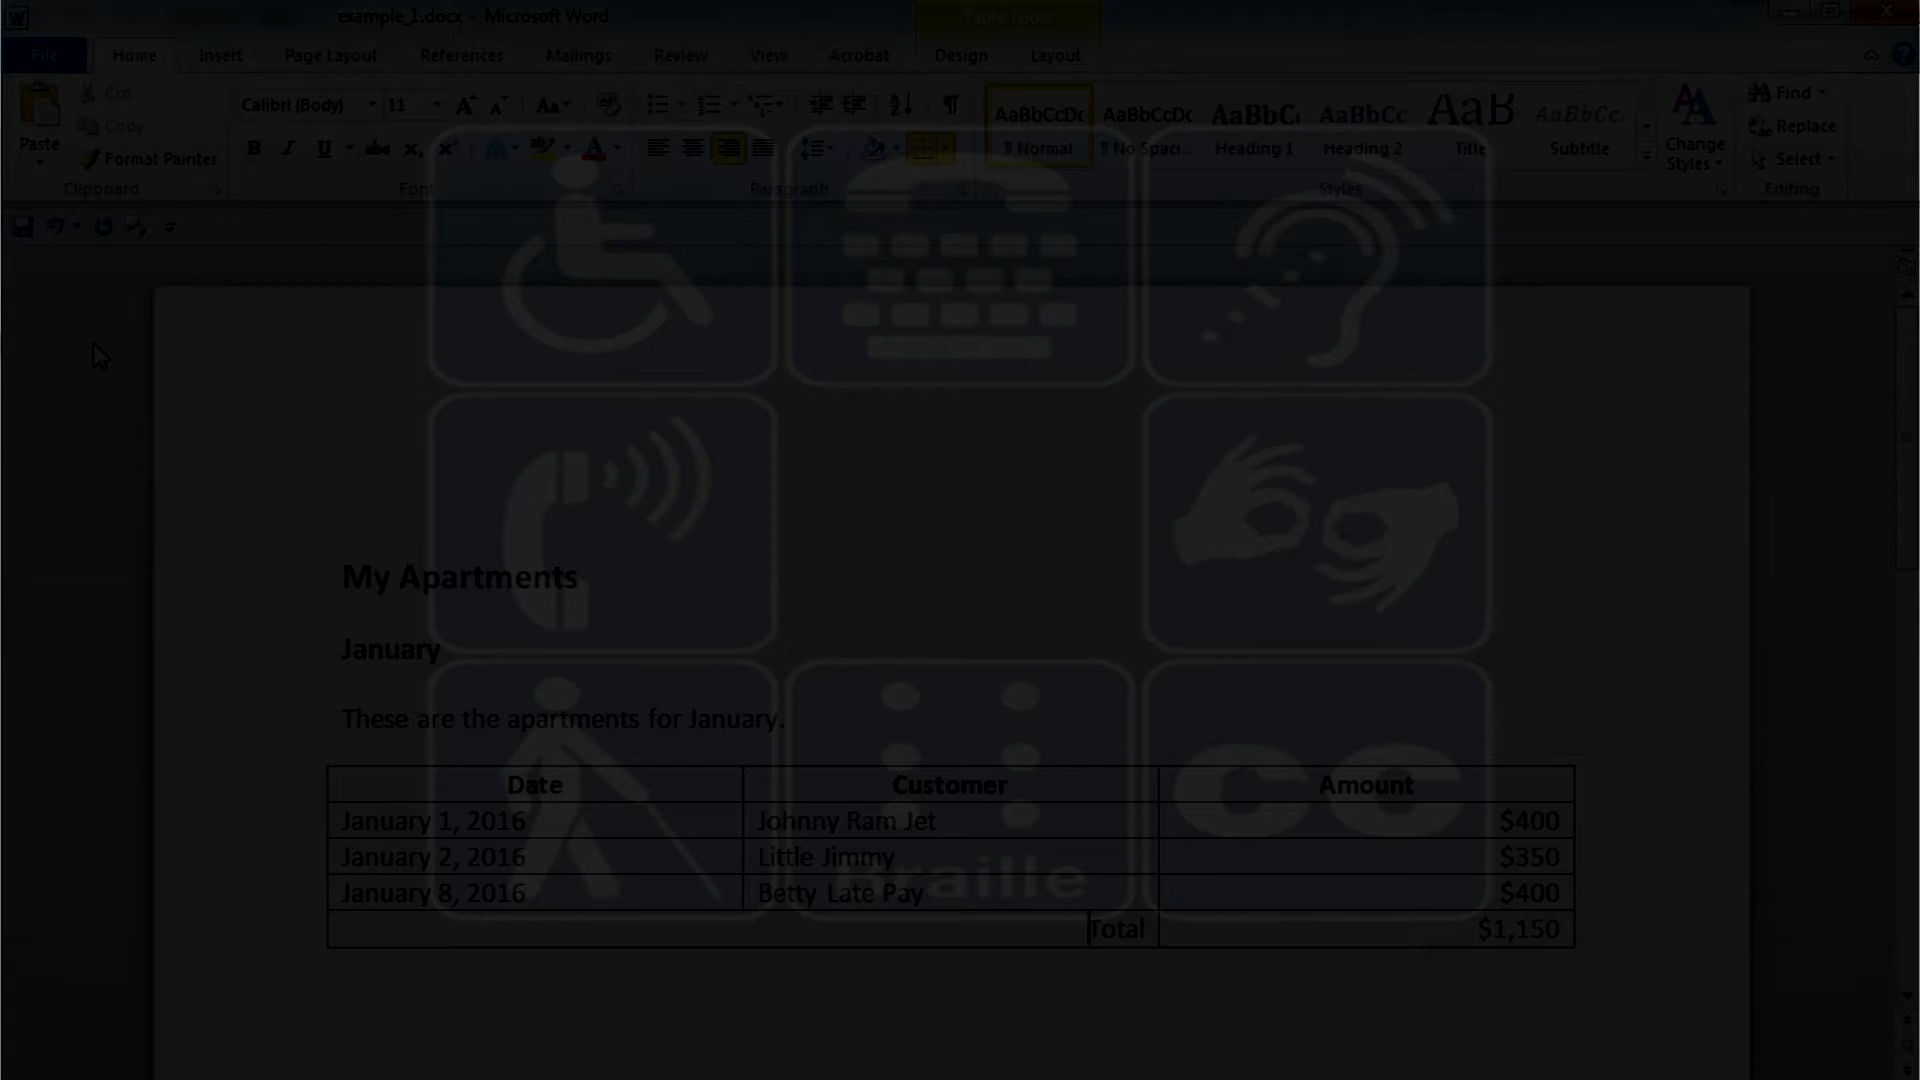 example_1.docx - Microsoft Word
Table Tools
File Home Insert Page Layout References Mailings Review View Acrobat Design Layout
Paste
Cut
Copy
Format Painter
Clipboard
Calibri (Body) 11
Font
Paragraph
AaBbCcDc AaBbCcDc AaBbC AaBbCc AaB AaBbCc.
Normal No Spaci... Heading 1 Heading 2 Title Subtitle
Styles
Change
Styles
Find
Replace
Select
Editing
My Apartments
January
These are the apartments for January.
Date Customer Amount
January 1, 2016 Johnny Ram Jet $400
January 2, 2016 Little Jimmy $350
January 8, 2016 Betty Late Pay $400
Total $1,150
Braille
CC